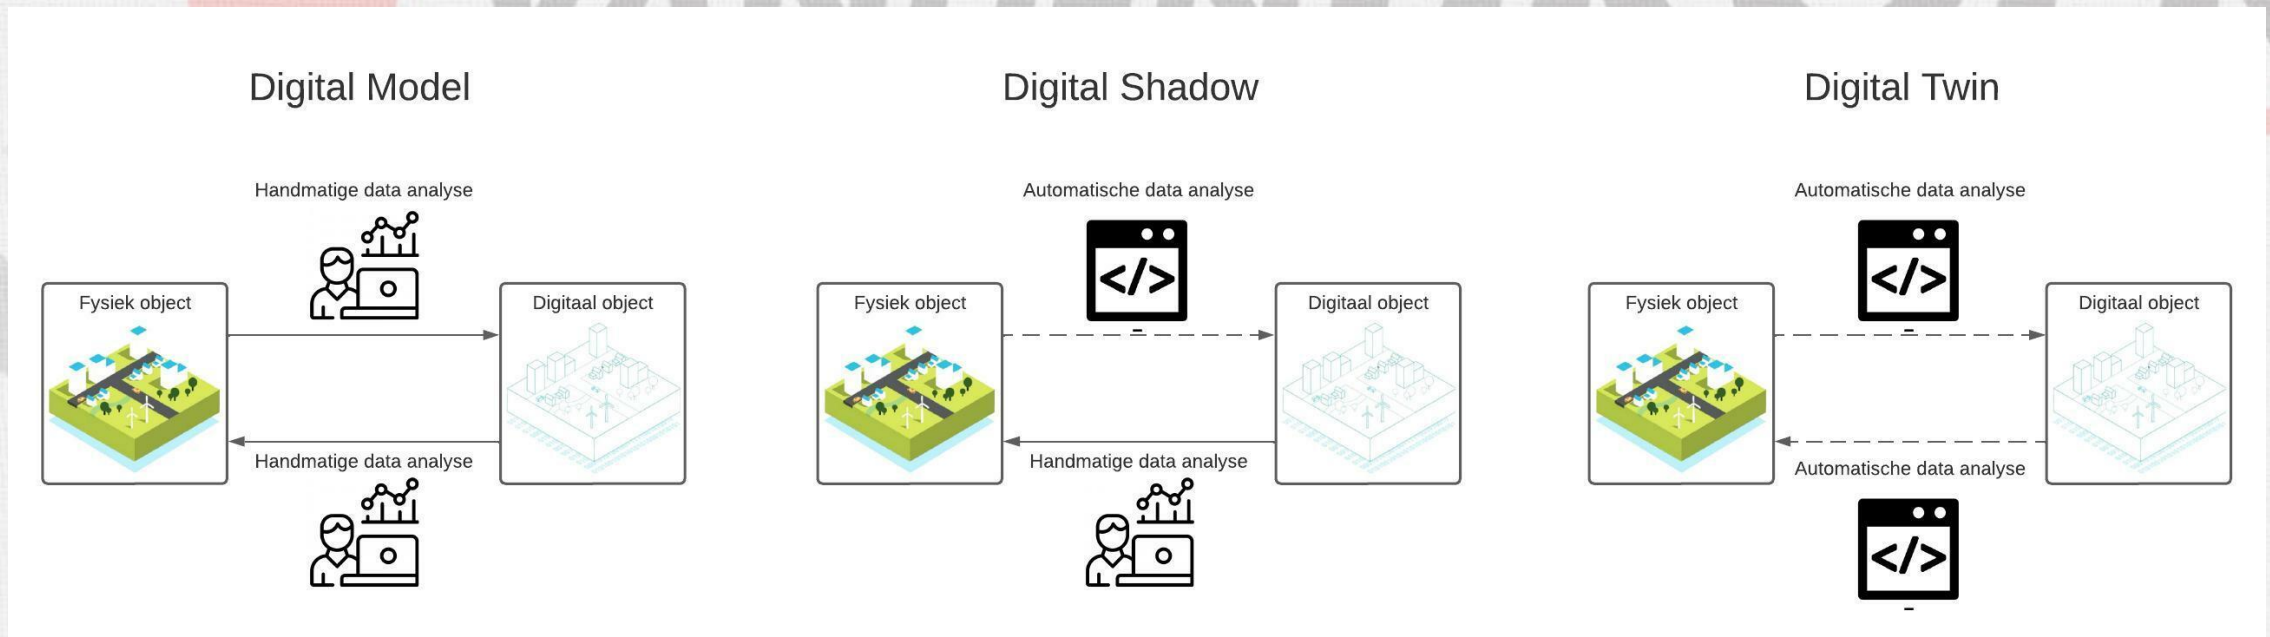 Digital Model
Handmatige data analyse
Fysiek object
Digitaal object
Handmatige data analyse
Digital Shadow
Automatische data analyse
</>
Fysiek object
Digitaal object
Handmatige data analyse
Digital Twin
Automatische data analyse
</>
Fysiek object
Digitaal object
Automatische data analyse
</>